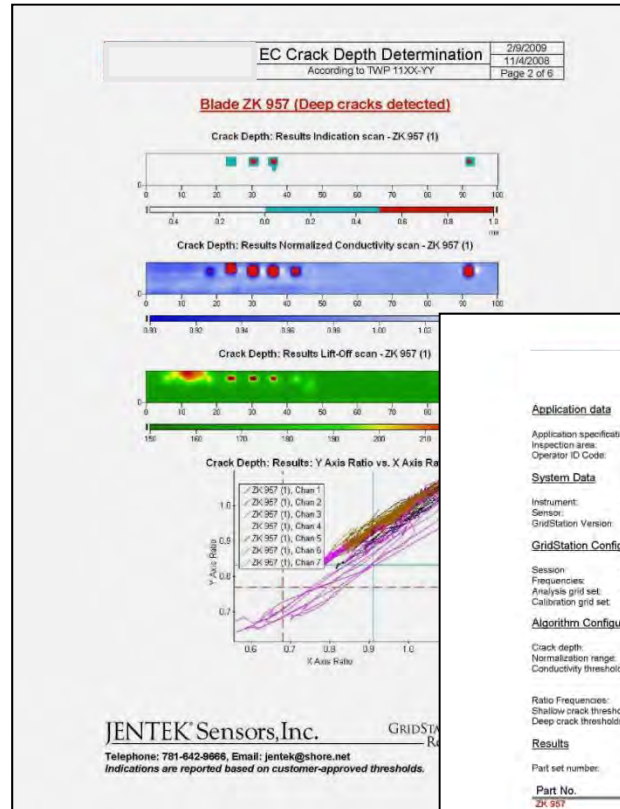 EC Crack Depth Determination
According to TWP 11XX-YY
2/9/2009
11/4/2008
Page 2 of 6
Blade ZK 957 (Deep cracks detected)
Crack Depth: Results Indication scan - ZK 957 (1)
0
0 10 20 30 40 50 60 70 80 90 100
0.4 0.2 0.0 0.2 0.4 0.6 0.8 1.0
Crack Depth: Results Normalized Conductivity scan - ZK 957 (1)
0
0 10 20 30 40 50 60 70 80 90 100
0.92 0.94 0.96 0.98 1.00 1.02
Crack Depth: Results Lift-Off scan - ZK 957 (1)
0
0 10 20 30 40 50 60 70 80
150 160 170 180 190 200 210
Crack Depth: Results: Y Axis Ratio vs. X Axis Ra
ZK 957 (1), Chan 1
ZK 957 (1), Chan 2
ZK 957 (1), Chan 3
ZK 957 (1), Chan 4
ZK 957 (1), Chan 5
ZK 957 (1), Chan 6
ZK 957 (1), Chan 7
1.0
0.9
0.8
0.7
Y Axis Ratio
0.6 0.7 0.8 0.9 1.0
X Axis Ratio
JENTEK® Sensors, Inc.
GRIDSTA
Re
Telephone: 781-642-9666, Email: jentek@shore.net
Indications are reported based on customer-approved thresholds.
Application data
Application specificati
Inspection area:
Operator ID Code:
System Data
Instrument:
Sensor:
GridStation Version
GridStation Config
Session
Frequencies:
Analysis grid set:
Calibration grid set:
Algorithm Configu
Crack depth:
Normalization range:
Conductivity threshold
Ratio Frequencies:
Shallow crack thresho
Deep crack thresholds
Results
Part set number:
Part No.
ZK 957